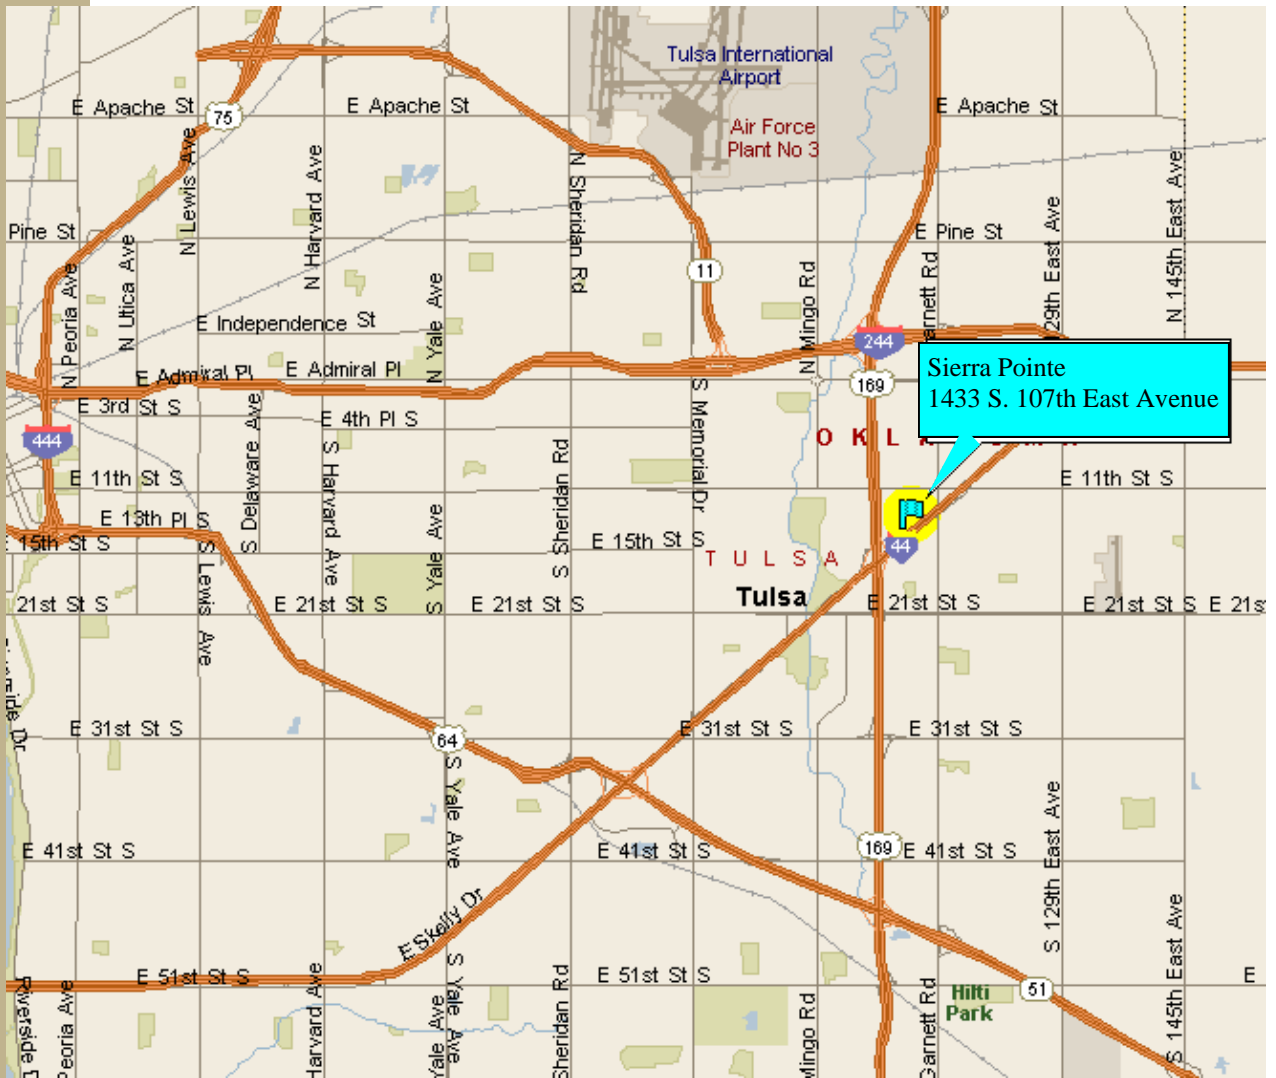 Tulsa International
Airport
E Apache St
E Apache St
E Apache St
75
Air Force
Plant No 3
N Lewis Ave
N Harvard Ave
N Sheridan Rd
N 145th East Ave
Pine St
E Pine St
N Utica Ave
N Peoria Ave
11
N Yale Ave
N Mingo Rd
E Independence St
244
E Admiral Pl
E Admiral Pl
169
Sierra Pointe
1433 S. 107th East Avenue
E 3rd St S
E 4th Pl S
444
S Delaware Ave
S Harvard Ave
S Memorial Dr
S Sheridan Rd
E 11th St S
E 11th St S
E 13th Pl S
15th St S
E 15th St S
S Lewis Ave
S Yale Ave
44
TULSA
Tulsa
21st St S
E 21st St S
E 21st St S
E 21st St S
E 21st St S
E 21s
E 31st St S
E 31st St S
E 31st St S
64
S Yale Ave
S 129th East Ave
E 41st St S
E 41st St S
169
E 41st St S
E Skelly Dr
E 51st St S
E 51st St S
E
S Yale Ave
Hilti
Park
51
S 145th East Ave
Riverside D
Peoria Ave
Harvard Ave
Yale Ave
Sheridan Rd
Mingo Rd
Garnett Rd